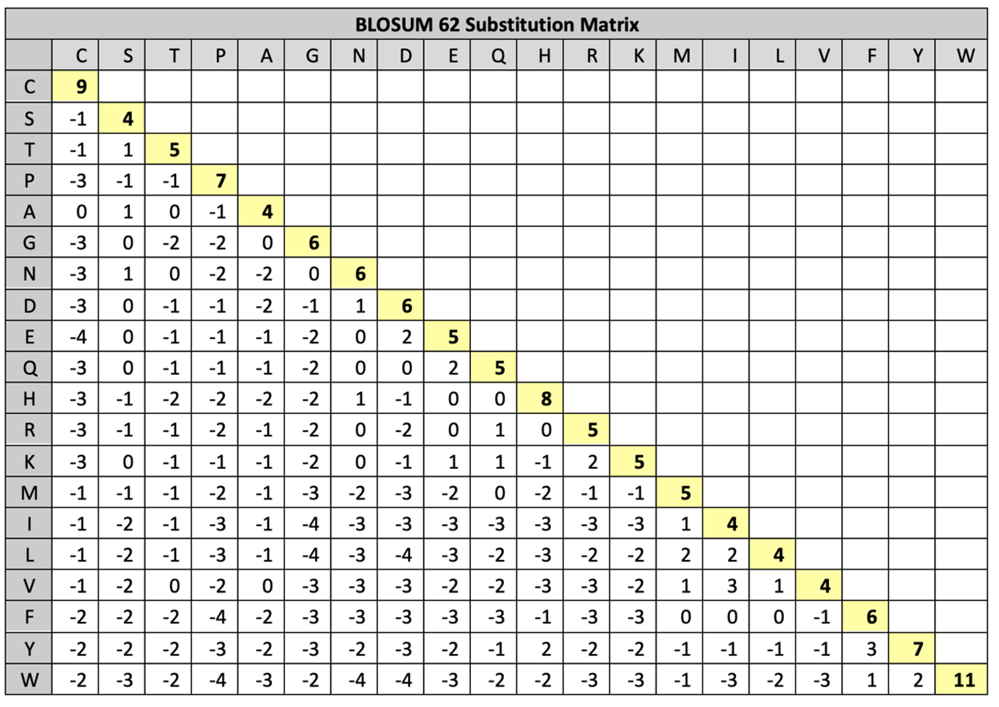 BLOSUM 62 Substitution Matrix
C S T P A G N D E Q H R K M I L V F Y W
C 9
S -1 4
T -1 1 5
P -3 -1 -1 7
A 0 1 0 -1 4
G -3 0 -2 -2 0 6
N -3 1 0 -2 -2 0 6
D -3 0 -1 -1 -2 -1 1 6
E -4 0 -1 -1 -1 -2 0 2 5
Q -3 0 -1 -1 -1 -2 0 0 2 5
H -3 -1 -2 -2 -2 -2 1 -1 0 0 8
R -3 -1 -1 -2 -1 -2 0 -2 0 1 0 5
K -3 0 -1 -1 -1 -2 0 -1 1 1 -1 2 5
M -1 -1 -1 -2 -1 -3 -2 -3 -2 0 -2 -1 -1 5
I -1 -2 -1 -3 -1 -4 -3 -3 -3 -3 -3 -3 -3 1 4
L -1 -2 -1 -3 -1 -4 -3 -4 -3 -2 -3 -2 -2 2 2 4
V -1 -2 0 -2 0 -3 -3 -3 -2 -2 -3 -3 -2 1 3 1 4
F -2 -2 -2 -4 -2 -3 -3 -3 -3 -3 -1 -3 -3 0 0 0 -1 6
Y -2 -2 -2 -3 -2 -3 -2 -3 -2 -1 2 -2 -2 -1 -1 -1 -1 3 7
W -2 -3 -2 -4 -3 -2 -4 -4 -3 -2 -2 -3 -3 -1 -3 -2 -3 1 2 11